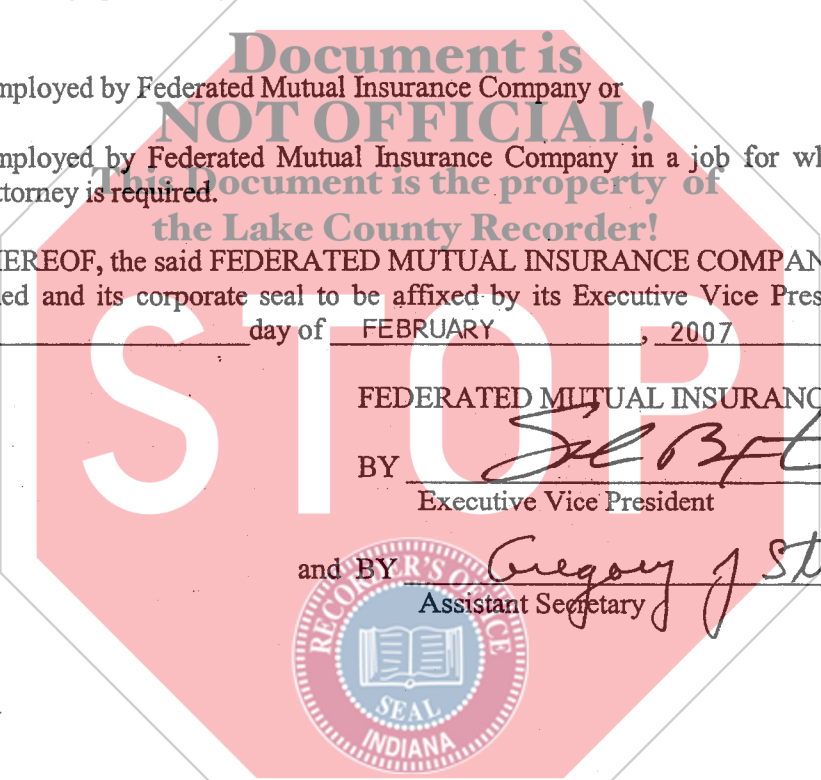 Document is
mployed by Federated Mutual Insurance Company or
NOT OFFICIAL!
mployed by Federated Mutual Insurance Company in a job for wh
This Document is the property of
ttorney is required.
the Lake County Recorder!
EREOF, the said FEDERATED MUTUAL INSURANCE COMPAN
ed and its corporate seal to be affixed by its Executive Vice Pres
day of FEBRUARY, 2007
STOP
FEDERATED MUTUAL INSURANC
BY
Executive Vice President
and BY Gregory J St
Assistant Secretary
RECORDER'S OFFICE
SEAL
INDIANA